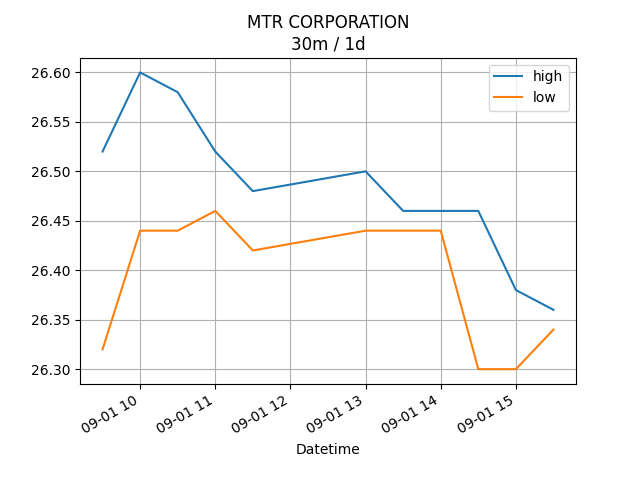 MTR CORPORATION
30m / 1d
high
low
26.60
26.55
26.50
26.45
26.40
26.35
26.30
09-01 10
09-01 11
09-01 12
09-01 13
09-01 14
09-01 15
Datetime